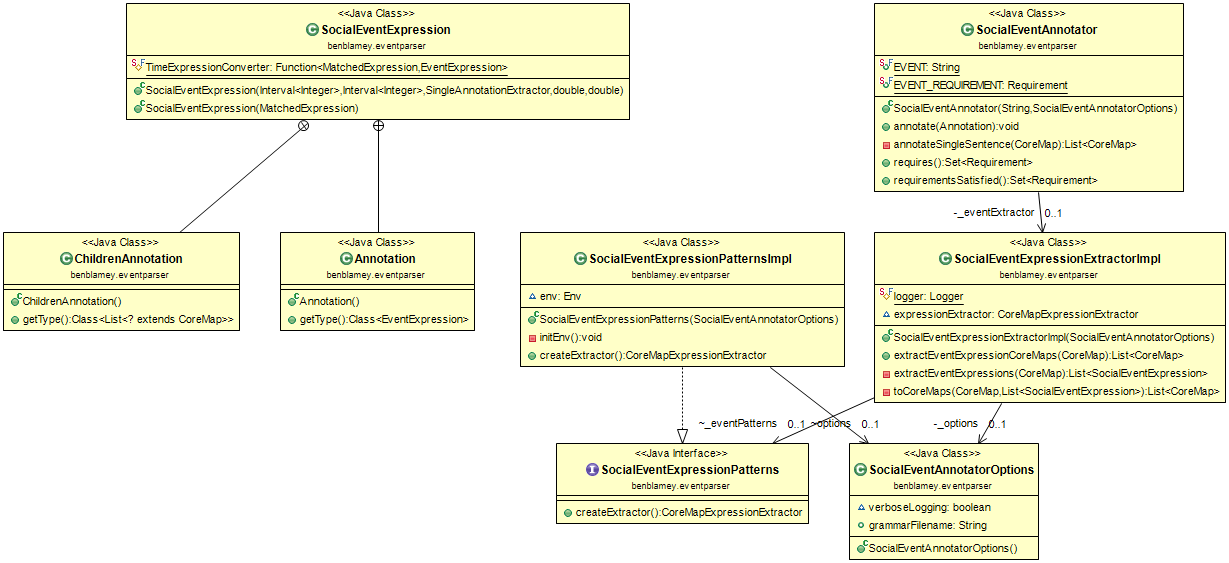 <<Java Class>>
SocialEventExpression
benblamey.eventparser
TimeExpressionConverter: Function<MatchedExpression,EventExpression>
SocialEventExpression(Interval<Integer>,Interval<Integer>,SingleAnnotationExtractor,double,double)
SocialEventExpression(MatchedExpression)
<<Java Class>>
SocialEventAnnotator
benblamey.eventparser
EVENT: String
EVENT_REQUIREMENT: Requirement
SocialEventAnnotator(String,SocialEventAnnotatorOptions)
annotate(Annotation):void
annotateSingleSentence(CoreMap):List<CoreMap>
requires():Set<Requirement>
requirementsSatisfied():Set<Requirement>
-_eventExtractor 0..1
<<Java Class>>
ChildrenAnnotation
benblamey.eventparser
ChildrenAnnotation()
getType():Class<List<? extends CoreMap>>
<<Java Class>>
Annotation
benblamey.eventparser
Annotation()
getType():Class<EventExpression>
<<Java Class>>
SocialEventExpressionPatternsImpl
benblamey.eventparser
env: Env
SocialEventExpressionPatterns(SocialEventAnnotatorOptions)
initEnv():void
createExtractor():CoreMapExpressionExtractor
<<Java Class>>
SocialEventExpressionExtractorImpl
benblamey.eventparser
logger: Logger
expressionExtractor: CoreMapExpressionExtractor
SocialEventExpressionExtractorImpl(SocialEventAnnotatorOptions)
extractEventExpressionCoreMaps(CoreMap):List<CoreMap>
extractEventExpressions(CoreMap):List<SocialEventExpression>
toCoreMaps(CoreMap,List<SocialEventExpression>):List<CoreMap>
~_eventPatterns 0..1 ~options 0..1 -_options 0..1
<<Java Interface>>
SocialEventExpressionPatterns
benblamey.eventparser
createExtractor():CoreMapExpressionExtractor
<<Java Class>>
SocialEventAnnotatorOptions
benblamey.eventparser
verboseLogging: boolean
grammarFilename: String
SocialEventAnnotatorOptions()